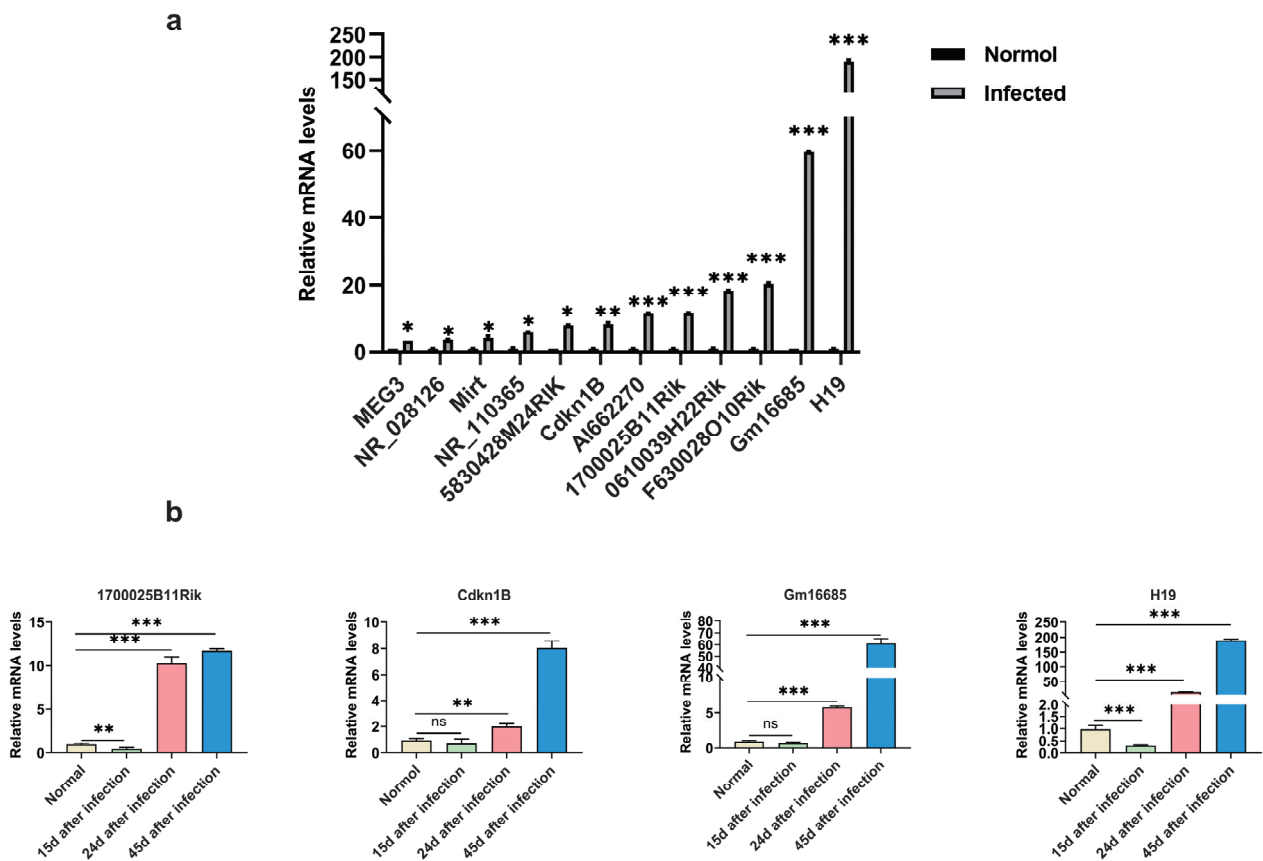 a
Relative mRNA levels
250
200
150
60
40
20
0
*
*
*
*
*
**
***
***
***
***
***
***
MEG3
NR_028126
Mirt
NR_110365
5830428M24RIK
Cdkn1B
AI662270
1700025B11Rik
0610039H22Rik
F630028O10Rik
Gm16685
H19
Normol
Infected
b
1700025B11Rik
Relative mRNA levels
15
10
5
0
***
***
**
Normal
15d after infection
24d after infection
45d after infection
Cdkn1B
Relative mRNA levels
10
8
6
4
2
0
***
**
ns
Normal
15d after infection
24d after infection
45d after infection
Gm16685
Relative mRNA levels
80
70
60
50
40
10
5
0
***
***
ns
Normal
15d after infection
24d after infection
45d after infection
H19
Relative mRNA levels
250
200
150
100
50
1.5
1.0
0.5
0.0
***
***
***
Normal
15d after infection
24d after infection
45d after infection